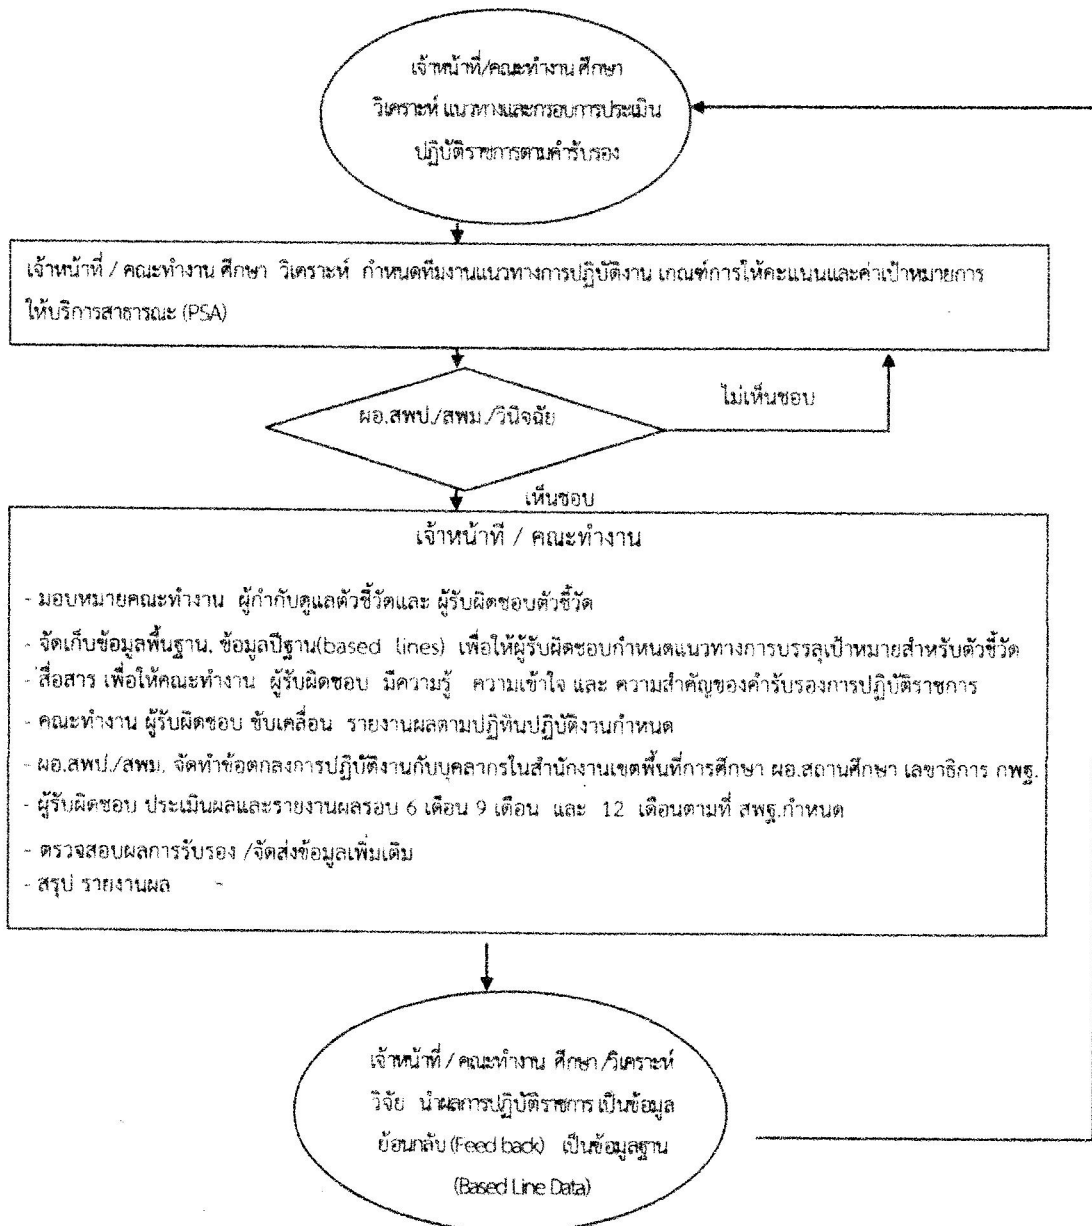 เจ้าหน้าที่/คณะทำงาน ศึกษา
วิเคราะห์ แนวทางและกรอบการประเมิน
ปฏิบัติราชการตามคำรับรอง
เจ้าหน้าที่ / คณะทำงาน ศึกษา วิเคราะห์ กำหนดทีมงานแนวทางการปฏิบัติงาน เกณฑ์การให้คะแนนและค่าเป้าหมายการ
ให้บริการสาธารณะ (PSA)
ผอ.สพป./สพม./วินิจฉัย
ไม่เห็นชอบ
เห็นชอบ
เจ้าหน้าที่ / คณะทำงาน
- มอบหมายคณะทำงาน ผู้กำกับดูแลตัวชี้วัดและ ผู้รับผิดชอบตัวชี้วัด
- จัดเก็บข้อมูลพื้นฐาน, ข้อมูลปีฐาน(based lines) เพื่อให้ผู้รับผิดชอบกำหนดแนวทางการบรรลุเป้าหมายสำหรับตัวชี้วัด
- สื่อสาร เพื่อให้คณะทำงาน ผู้รับผิดชอบ มีความรู้ ความเข้าใจ และ ความสำคัญของคำรับรองการปฏิบัติราชการ
- คณะทำงาน ผู้รับผิดชอบ ขับเคลื่อน รายงานผลตามปฏิทินปฏิบัติงานกำหนด
- ผอ.สพป./สพม. จัดทำข้อตกลงการปฏิบัติงานกับบุคลากรในสำนักงานเขตพื้นที่การศึกษา ผอ.สถานศึกษา เลขาธิการ กพฐ.
- ผู้รับผิดชอบ ประเมินผลและรายงานผลรอบ 6 เดือน 9 เดือน และ 12 เดือนตามที่ สพฐ.กำหนด
- ตรวจสอบผลการรับรอง /จัดส่งข้อมูลเพิ่มเติม
- สรุป รายงานผล
เจ้าหน้าที่ / คณะทำงาน ศึกษา /วิเคราะห์
วิจัย นำผลการปฏิบัติราชการ เป็นข้อมูล
ย้อนกลับ (Feed back) เป็นข้อมูลฐาน
(Based Line Data)